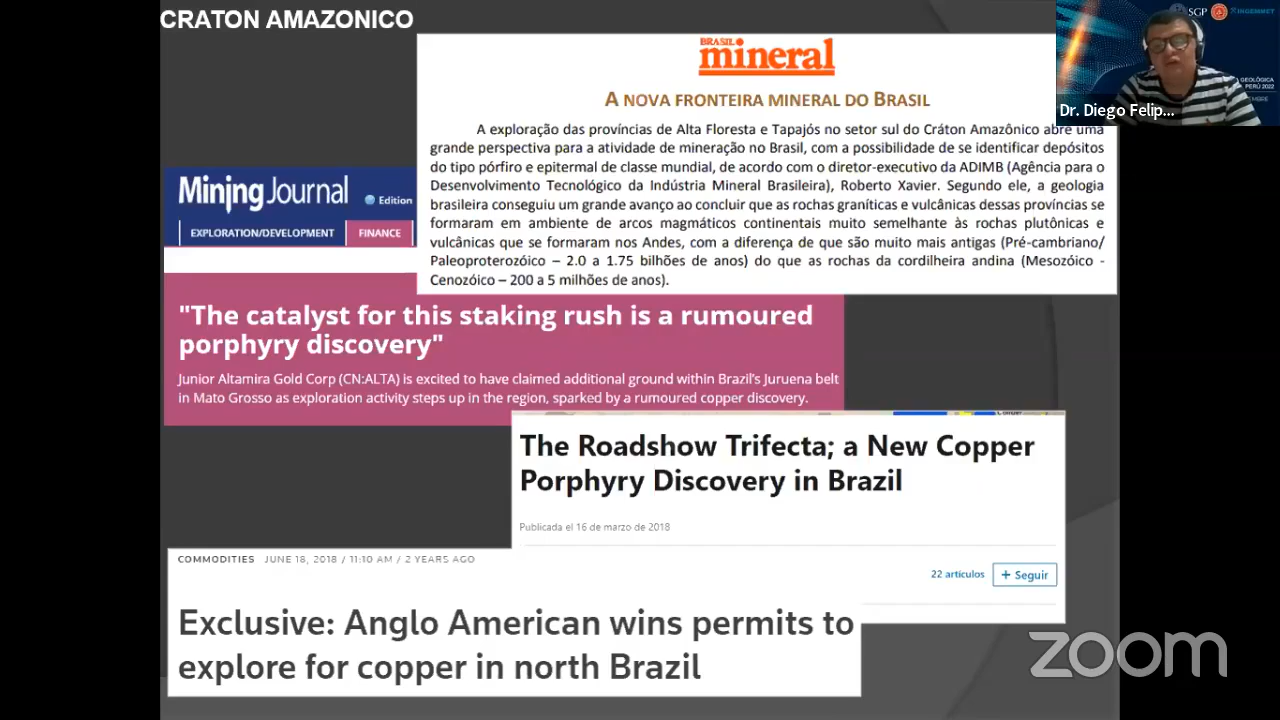 CRATON AMAZONICO
BRASIL
mineral
A NOVA FRONTEIRA MINERAL DO BRASIL
A exploração das províncias de Alta Floresta e Tapajós no setor sul do Cráton Amazônico abre uma
grande perspectiva para a atividade de mineração no Brasil, com a possibilidade de se identificar depósitos
do tipo pórfiro e epitermal de classe mundial, de acordo com o diretor-executivo da ADIMB (Agência para o
Desenvolvimento Tecnológico da Indústria Mineral Brasileira), Roberto Xavier. Segundo ele, a geologia
brasileira conseguiu um grande avanço ao concluir que as rochas graníticas e vulcânicas dessas províncias se
formaram em ambiente de arcos magmáticos continentais muito semelhante às rochas plutônicas e
vulcânicas que se formaram nos Andes, com a diferença de que são muito mais antigas (Pré-cambriano/
Paleoproterozóico – 2.0 a 1.75 bilhões de anos) do que as rochas da cordilheira andina (Mesozóico -
Cenozóico – 200 a 5 milhões de anos).
SGP
INGEMMET
GEOLÓGICA
PERÚ 2022
Dr. Diego Felip...
Mining Journal
Edition
EXPLORATION/DEVELOPMENT
FINANCE
"The catalyst for this staking rush is a rumoured
porphyry discovery"
Junior Altamira Gold Corp (CN:ALTA) is excited to have claimed additional ground within Brazil's Juruena belt
in Mato Grosso as exploration activity steps up in the region, sparked by a rumoured copper discovery.
The Roadshow Trifecta; a New Copper
Porphyry Discovery in Brazil
Publicada el 16 de marzo de 2018
22 artículos
+ Seguir
COMMODITIES JUNE 18, 2018 / 11:10 AM / 2 YEARS AGO
Exclusive: Anglo American wins permits to
explore for copper in north Brazil
zoom